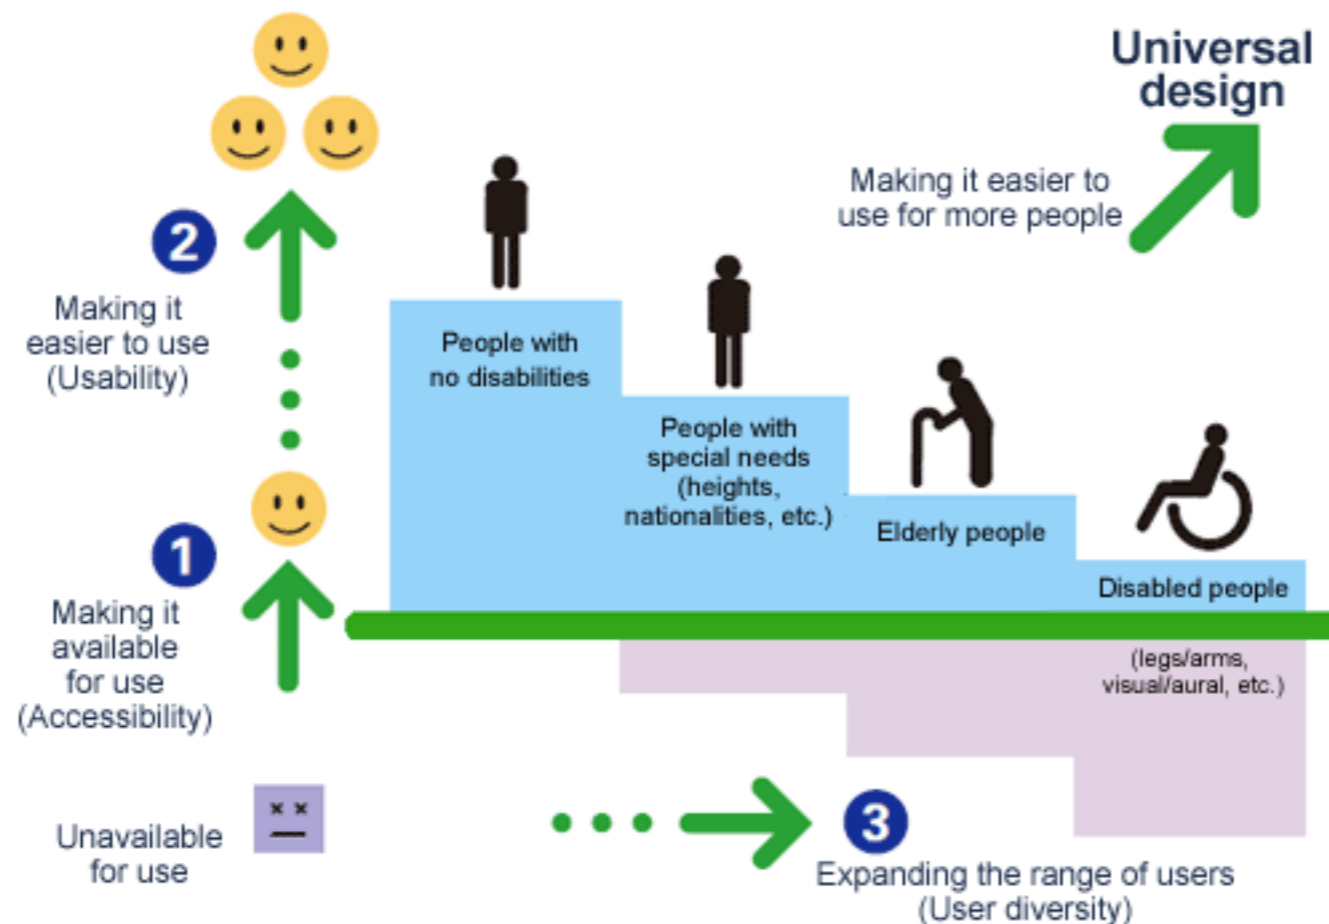 Universal
design
Making it easier to
use for more people
2
Making it
easier to use
(Usability)
People with
no disabilities
People with
special needs
(heights,
nationalities, etc.)
Elderly people
Disabled people
(legs/arms,
visual/aural, etc.)
1
Making it
available
for use
(Accessibility)
Unavailable
for use
3
Expanding the range of users
(User diversity)